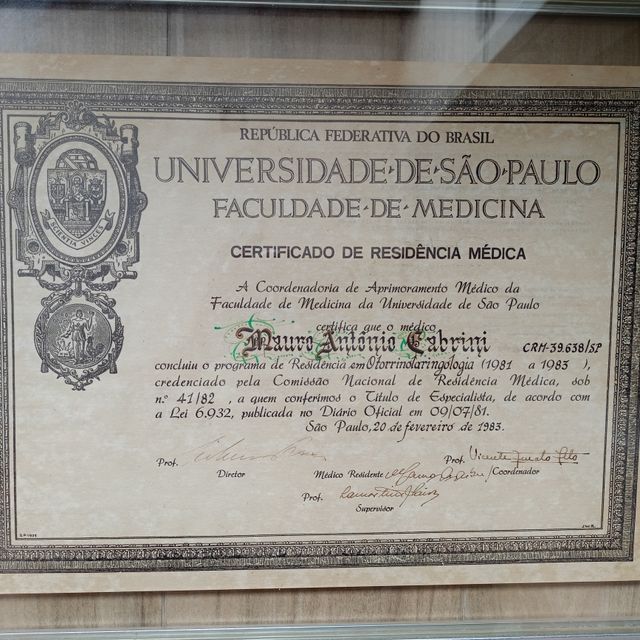 REPÚBLICA FEDERATIVA DO BRASIL
UNIVERSIDADE·DE·SÃO·PAULO
FACULDADE·DE·MEDICINA
SCIENTIA VINCES
CERTIFICADO DE RESIDÊNCIA MÉDICA
A Coordenadoria de Aprimoramento Médico da
Faculdade de Medicina da Universidade de São Paulo
certifica que o médico
Mauro António Cabrini CRM-39.638/SP
concluiu o programa de Residência em Otorrinolaringologia (1981 a 1983 ),
credenciado pela Comissão Nacional de Residência Médica, sob
n.º 41/82 , a quem conferimos o Título de Especialista, de acordo com
a Lei 6.932, publicada no Diário Oficial em 09/07/81.
São Paulo, 20 de fevereiro de 1983.
Prof.
Diretor
Médico Residente
Prof.
Coordenador
Prof.
Supervisor